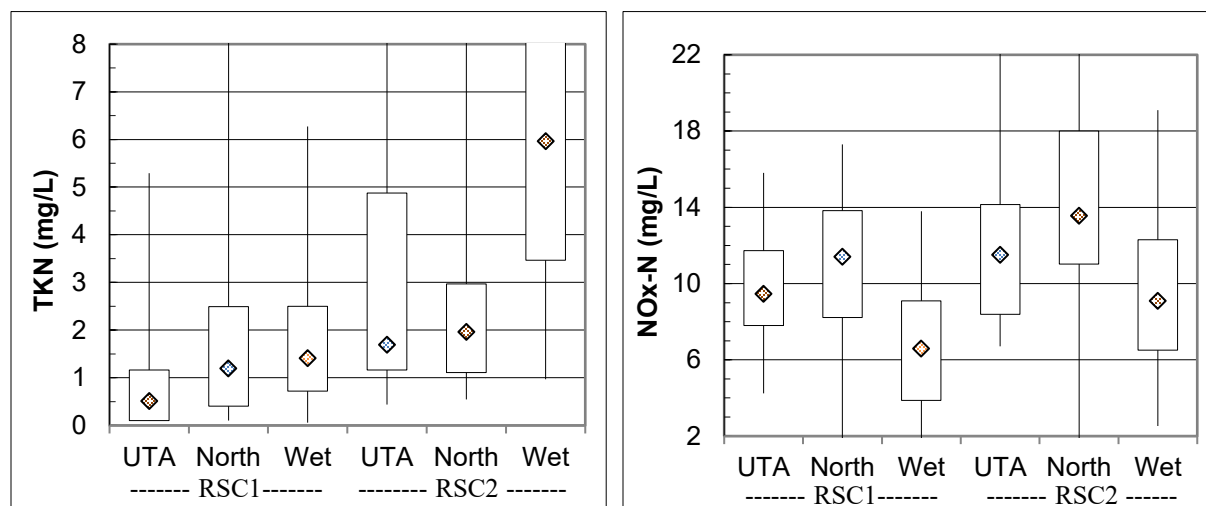 TKN (mg/L)
8
7
6
5
4
3
2
1
0
UTA North Wet UTA North Wet
------- RSC1------- -------- RSC2 -------
NOx-N (mg/L)
22
18
14
10
6
2
UTA North Wet UTA North Wet
------- RSC1------- ------- RSC2 ------